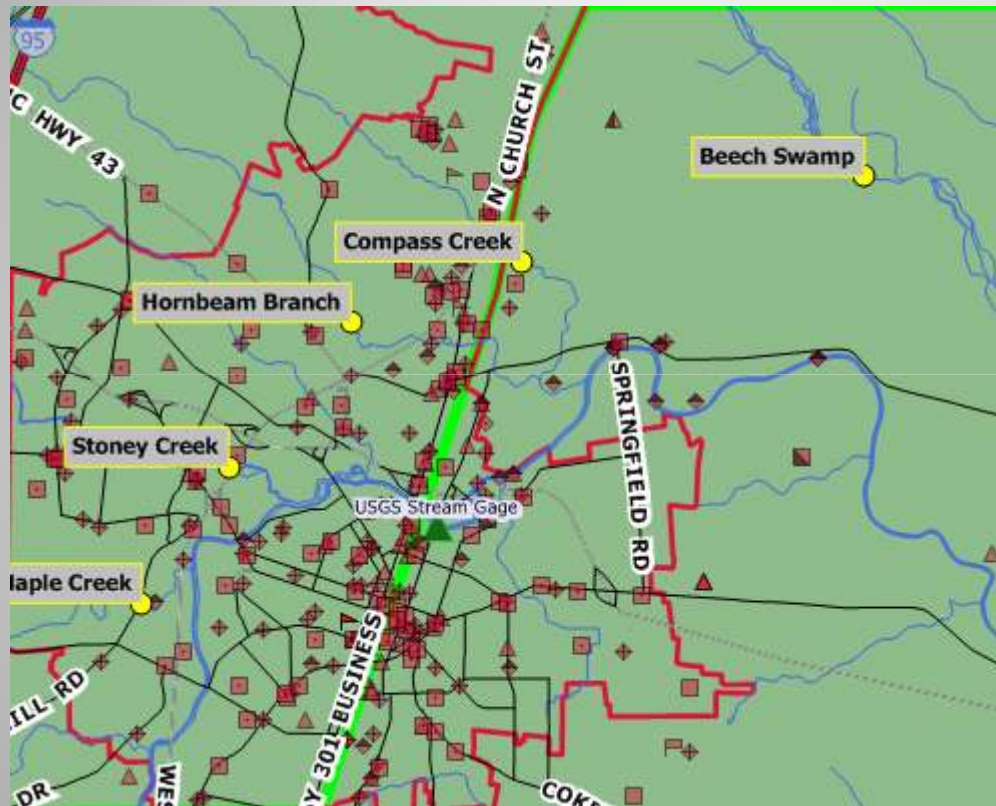 95
C HWY 43
N CHURCH ST
Beech Swamp
Compass Creek
Hornbeam Branch
SPRINGFIELD RD
Stoney Creek
USGS Stream Gage
Maple Creek
ILL RD
Y 301 BUSINESS
DR
WES
COKE